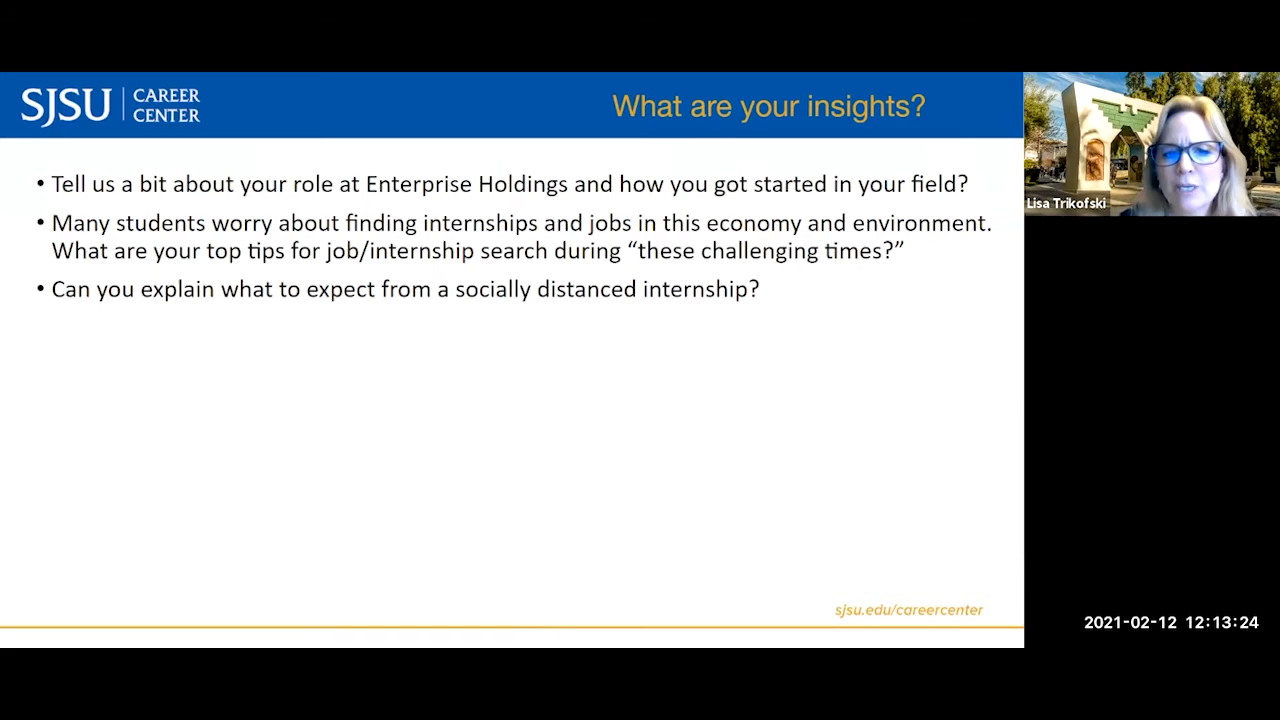 SJSU
CAREER
CENTER
What are your insights?
• Tell us a bit about your role at Enterprise Holdings and how you got started in your field?
• Many students worry about finding internships and jobs in this economy and environment.
What are your top tips for job/internship search during “these challenging times?”
• Can you explain what to expect from a socially distanced internship?
sjsu.edu/careercenter
Lisa Trikofski
2021-02-12 12:13:24